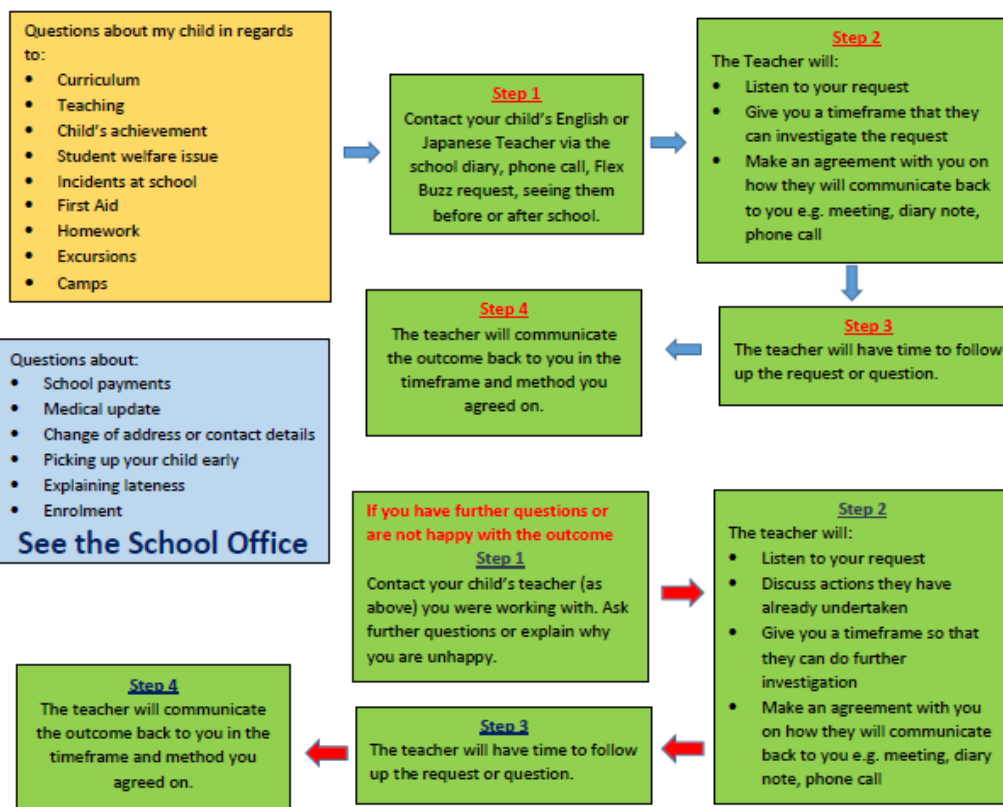 Questions about my child in regards
to:
• Curriculum
• Teaching
• Child's achievement
• Student welfare issue
• Incidents at school
• First Aid
• Homework
• Excursions
• Camps
Step 1
Contact your child's English or
Japanese Teacher via the
school diary, phone call, Flex
Buzz request, seeing them
before or after school.
Step 2
The Teacher will:
• Listen to your request
• Give you a timeframe that they
can investigate the request
• Make an agreement with you on
how they will communicate back
to you e.g. meeting, diary note,
phone call
Step 3
The teacher will have time to follow
up the request or question.
Step 4
The teacher will communicate
the outcome back to you in the
timeframe and method you
agreed on.
Questions about:
• School payments
• Medical update
• Change of address or contact details
• Picking up your child early
• Explaining lateness
• Enrolment
See the School Office
If you have further questions or
are not happy with the outcome
Step 1
Contact your child's teacher (as
above) you were working with. Ask
further questions or explain why
you are unhappy.
Step 2
The teacher will:
• Listen to your request
• Discuss actions they have
already undertaken
• Give you a timeframe so that
they can do further
investigation
• Make an agreement with you
on how they will communicate
back to you e.g. meeting, diary
note, phone call
Step 3
The teacher will have time to follow
up the request or question.
Step 4
The teacher will communicate
the outcome back to you in the
timeframe and method you
agreed on.